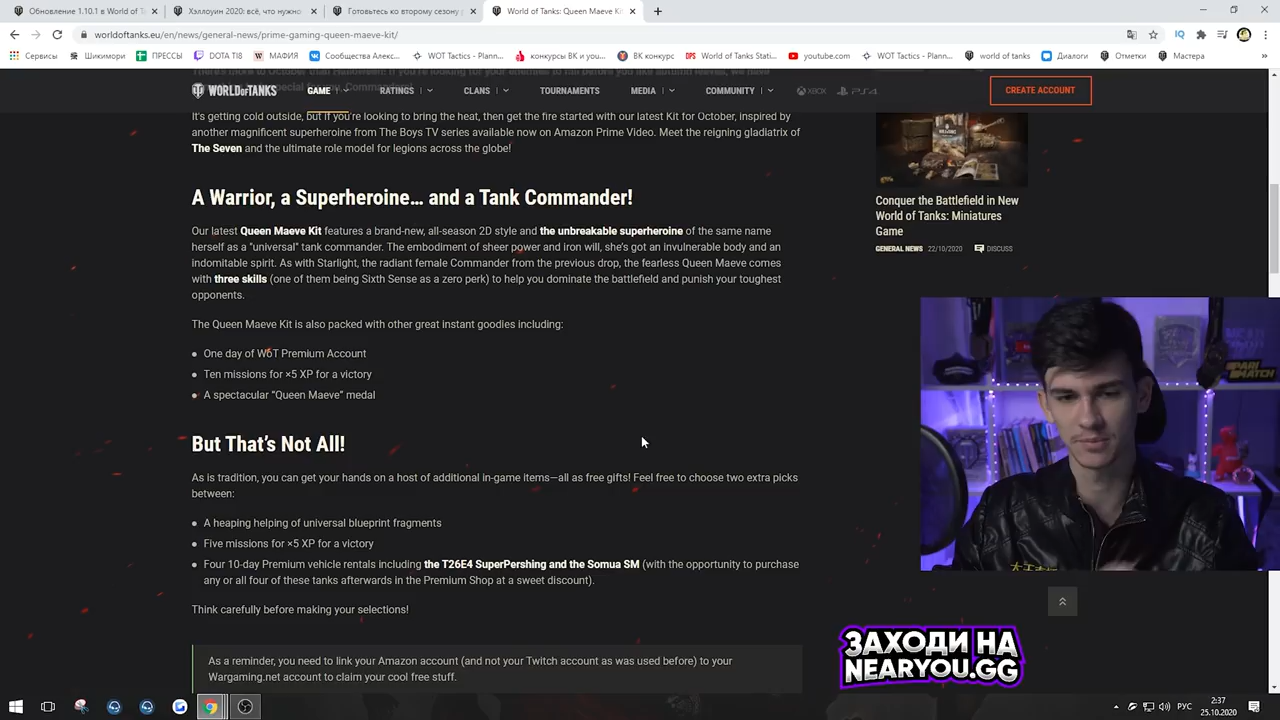 Обновление 1.10.1 в World of T
Хэллоуин 2020: всё, что нужно
Готовьтесь ко второму сезону р
World of Tanks: Queen Maeve Ki
worldoftanks.eu/en/news/general-news/prime-gaming-queen-maeve-kit/
Сервисы
Шикимори
ПРЕССЫ
DOTA TI8
МАФИЯ
Сообщества Алекс...
WOT Tactics - Plann...
конкурсы ВК и you...
ВК конкурс
World of Tanks Stati...
youtube.com
WOT Tactics - Plann...
world of tanks
Диалоги
Отметки
Мастера
WORLD OF TANKS
GAME
RATINGS
CLANS
TOURNAMENTS
MEDIA
COMMUNITY
XBOX
PS4
CREATE ACCOUNT
It's getting cold outside, but if you're looking to bring the heat, then get the fire started with our latest Kit for October, inspired by
another magnificent superheroine from The Boys TV series available now on Amazon Prime Video. Meet the reigning gladiatrix of
The Seven and the ultimate role model for legions across the globe!
A Warrior, a Superheroine… and a Tank Commander!
Our latest Queen Maeve Kit features a brand-new, all-season 2D style and the unbreakable superheroine of the same name
herself as a "universal" tank commander. The embodiment of sheer power and iron will, she's got an invulnerable body and an
indomitable spirit. As with Starlight, the radiant female Commander from the previous drop, the fearless Queen Maeve comes
with three skills (one of them being Sixth Sense as a zero perk) to help you dominate the battlefield and punish your toughest
opponents.
The Queen Maeve Kit is also packed with other great instant goodies including:
One day of WoT Premium Account
Ten missions for ×5 XP for a victory
A spectacular "Queen Maeve" medal
But That's Not All!
As is tradition, you can get your hands on a host of additional in-game items—all as free gifts! Feel free to choose two extra picks
between:
A heaping helping of universal blueprint fragments
Five missions for ×5 XP for a victory
Four 10-day Premium vehicle rentals including the T26E4 SuperPershing and the Somua SM (with the opportunity to purchase
any or all four of these tanks afterwards in the Premium Shop at a sweet discount).
Think carefully before making your selections!
As a reminder, you need to link your Amazon account (and not your Twitch account as was used before) to your
Wargaming.net account to claim your cool free stuff.
Conquer the Battlefield in New
World of Tanks: Miniatures
Game
GENERAL NEWS 22/10/2020 DISCUSS
PARIMATCH
ЗАХОДИ НА
NEARYOU.GG
РУС
2:37
25.10.2020